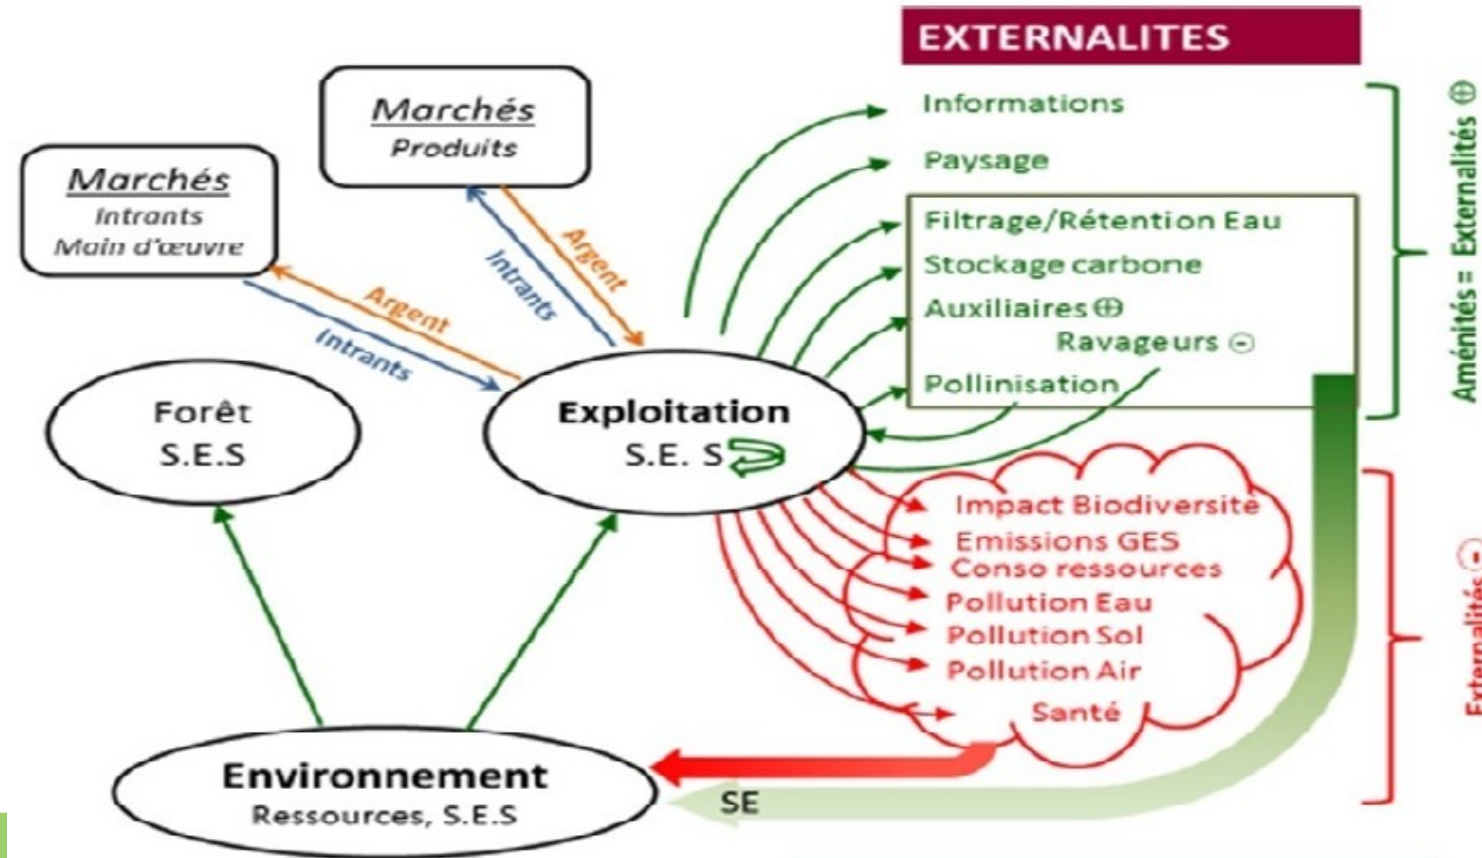 EXTERNALITES
Marchés
Produits
Marchés
Intrants
Main d'œuvre
Argent
Intrants
Argent
Intrants
Informations
Paysage
Filtrage/Rétention Eau
Stockage carbone
Auxiliaires ⊕
Ravageurs ⊖
Pollinisation
Aménités = Externalités ⊕
Forêt
S.E.S
Exploitation
S.E. S
Impact Biodiversité
Emissions GES
Conso ressources
Pollution Eau
Pollution Sol
Pollution Air
Santé
Externalités ⊖
Environnement
Ressources, S.E.S
SE